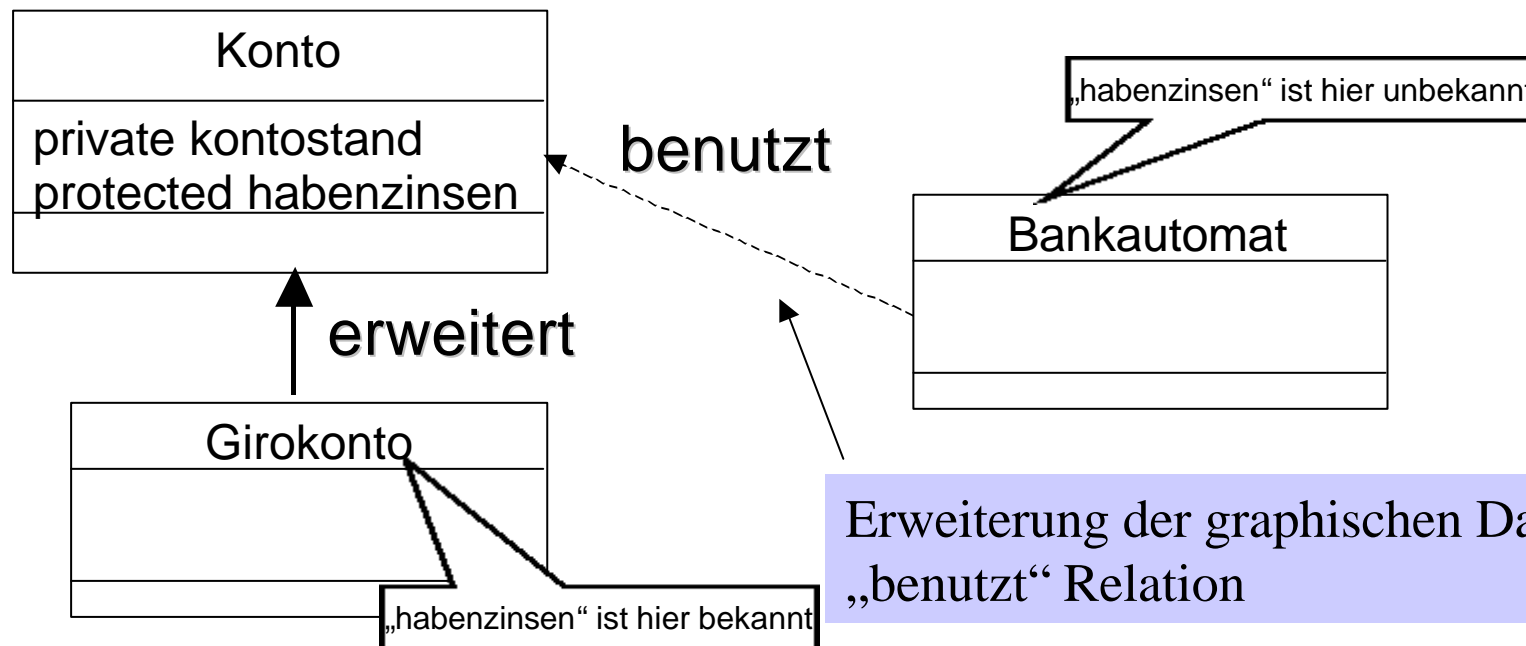 Konto
private kontostand
protected habenzinsen
benutzt
„habenzinsen“ ist hier unbekannt
Bankautomat
erweitert
Girokonto
„habenzinsen“ ist hier bekannt
Erweiterung der graphischen
„benutzt“ Relation